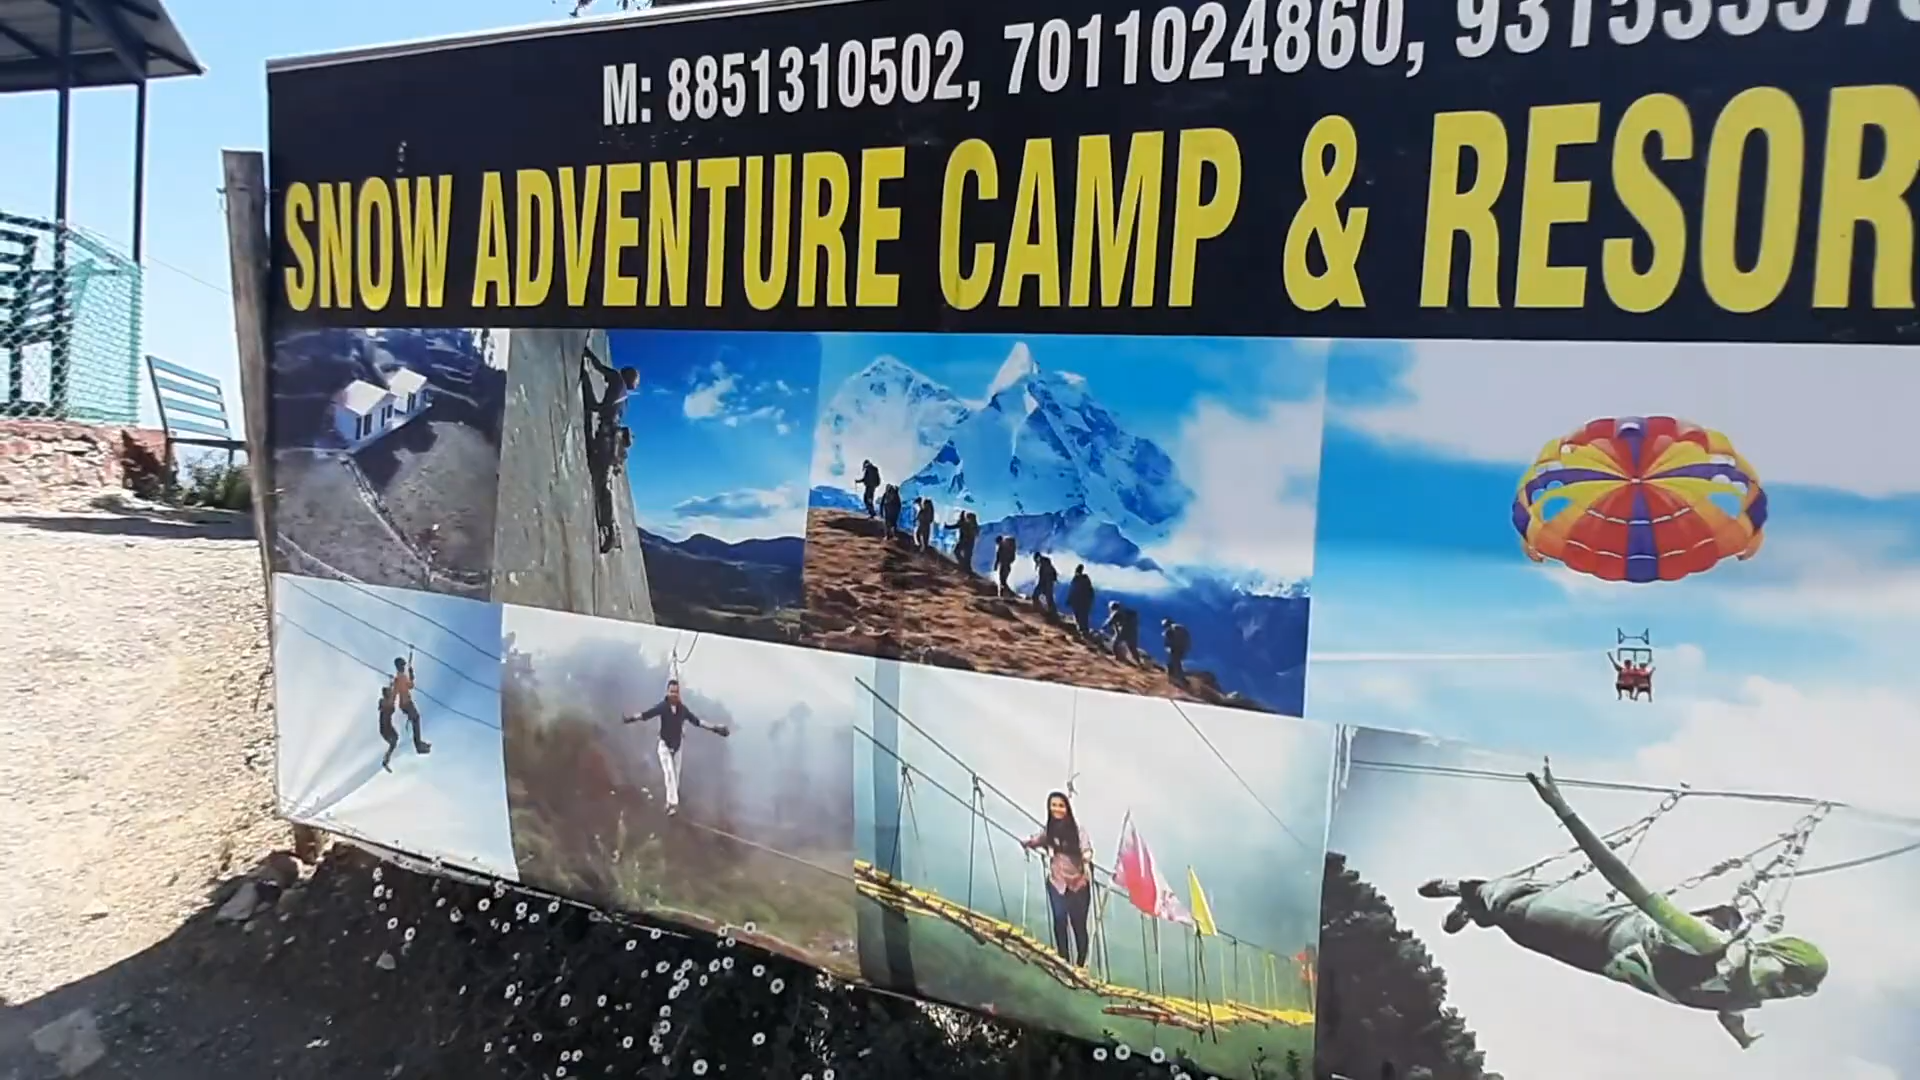 M: 8851310502, 7011024860,
SNOW ADVENTURE CAMP & RESOR